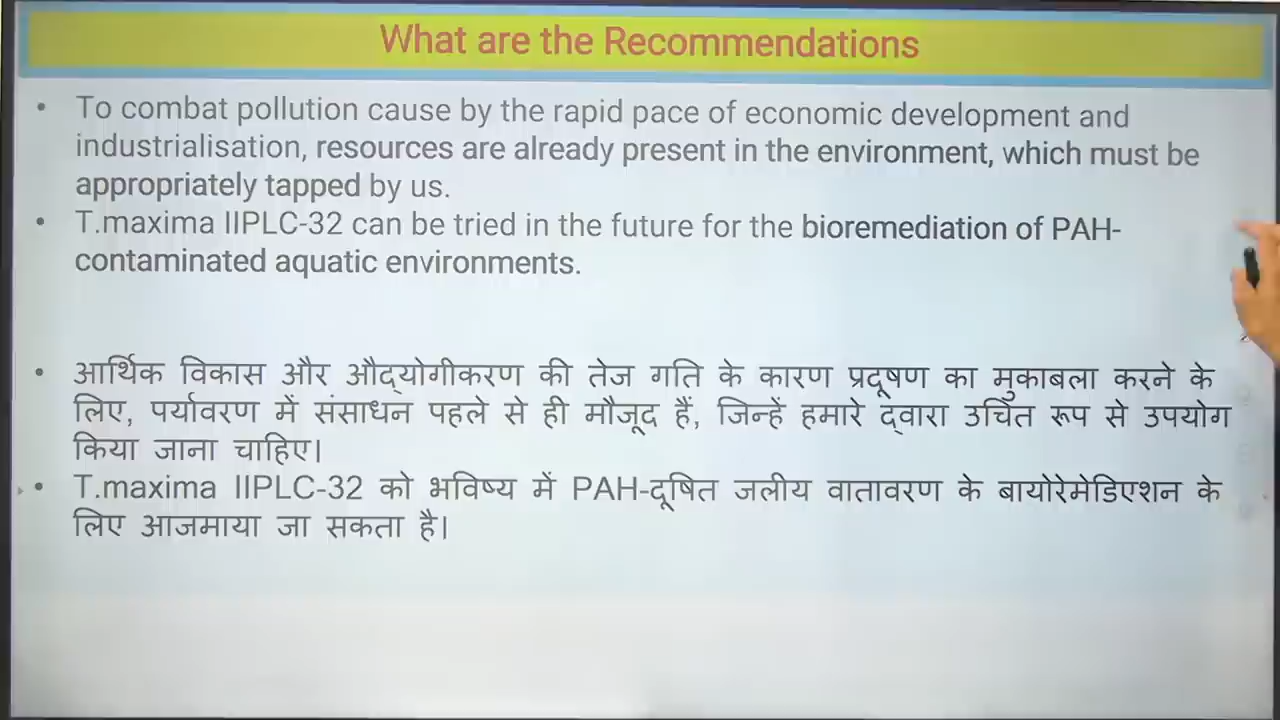 What are the Recommendations
• To combat pollution cause by the rapid pace of economic development and
industrialisation, resources are already present in the environment, which must be
appropriately tapped by us.
• T.maxima IIPLC-32 can be tried in the future for the bioremediation of PAH-
contaminated aquatic environments.
• आर्थिक विकास और औद्योगीकरण की तेज गति के कारण प्रदूषण का मुकाबला करने के
लिए, पर्यावरण में संसाधन पहले से ही मौजूद हैं, जिन्हें हमारे द्वारा उचित रूप से उपयोग
किया जाना चाहिए।
• T.maxima IIPLC-32 को भविष्य में PAH-दूषित जलीय वातावरण के बायोरेमेडिएशन के
लिए आजमाया जा सकता है।